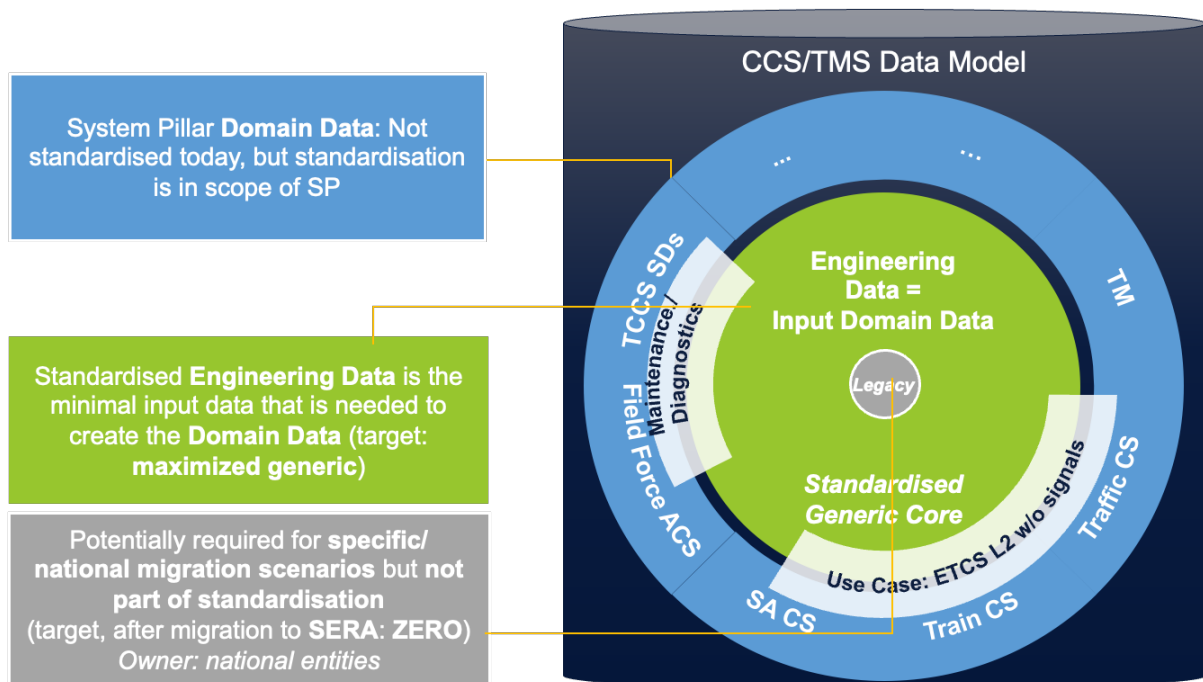 CCS/TMS Data Model
System Pillar Domain Data: Not
standardised today, but standardisation
is in scope of SP
Standardised Engineering Data is the
minimal input data that is needed to
create the Domain Data (target:
maximized generic)
Potentially required for specific/
national migration scenarios but not
part of standardisation
(target, after migration to SERA: ZERO)
Owner: national entities
...
...
TM
Traffic CS
Train CS
SA CS
Field Force ACS
TCCS SDs
Maintenance/
Diagnostics
Engineering
Data =
Input Domain Data
Legacy
Standardised
Generic Core
Use Case: ETCS L2 w/o signals